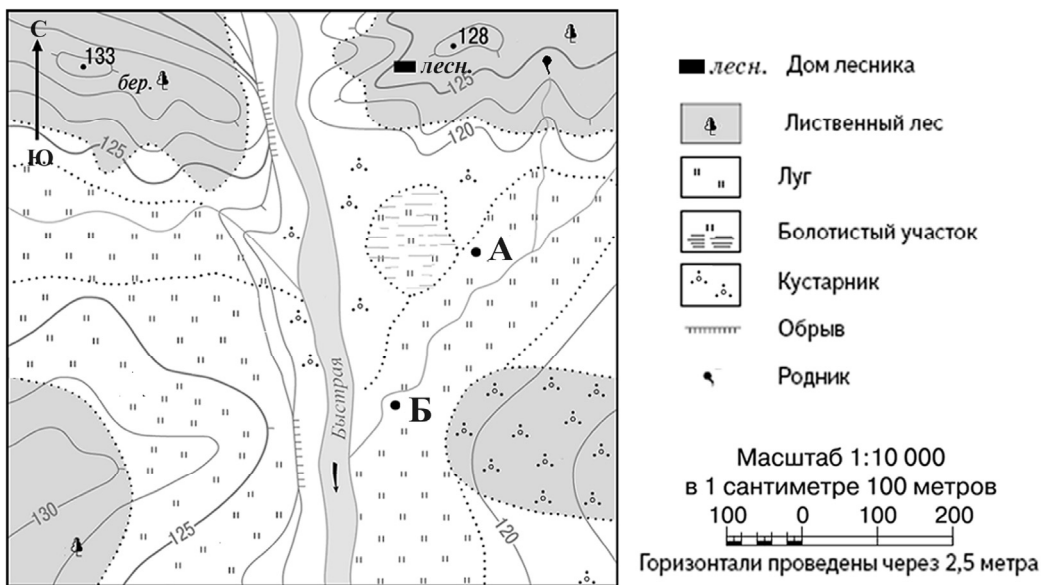 С
133
бер.
Ю
125
128
лесн.
125
120
А
Быстрая
Б
130
125
120
лесн. Дом лесника
Лиственный лес
Луг
Болотистый участок
Кустарник
Обрыв
Родник
Масштаб 1:10 000
в 1 сантиметре 100 метров
100 0 100 200
Горизонтали проведены через 2,5 метра